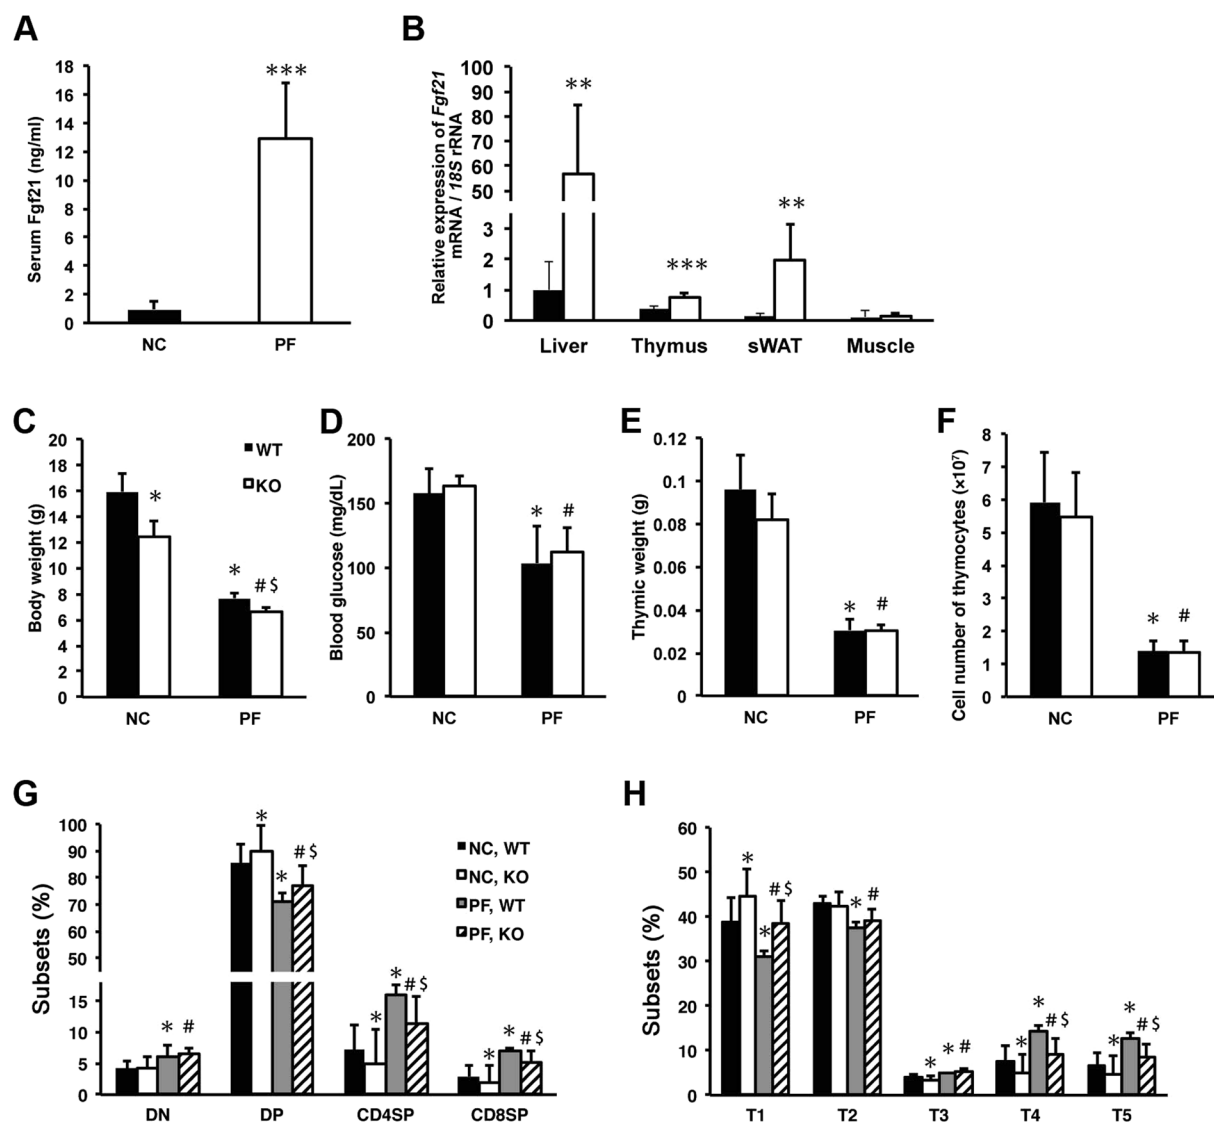 A
Serum Fgf21 (ng/ml)
18
16
14
12
10
8
6
4
2
0
***
NC
PF
B
Relative expression of Fgf21
mRNA / 18S rRNA
100
90
80
70
60
50
3
2
1
0
**
***
**
Liver
Thymus
sWAT
Muscle
C
Body weight (g)
20
18
16
14
12
10
8
6
4
2
0
WT
KO
*
*
#$
NC
PF
D
Blood glucose (mg/dL)
200
150
100
50
0
*
#
NC
PF
E
Thymic weight (g)
0.12
0.1
0.08
0.06
0.04
0.02
0
*
#
NC
PF
F
Cell number of thymocytes (×10⁷)
8
7
6
5
4
3
2
1
0
*
#
NC
PF
G
Subsets (%)
100
90
80
70
60
50
15
10
5
0
NC, WT
NC, KO
PF, WT
PF, KO
* #
* * #$
* * #$
* * #$
DN
DP
CD4SP
CD8SP
H
Subsets (%)
60
50
40
30
20
10
0
* * #$
* #
* * #
* * #$
* * #$
T1
T2
T3
T4
T5